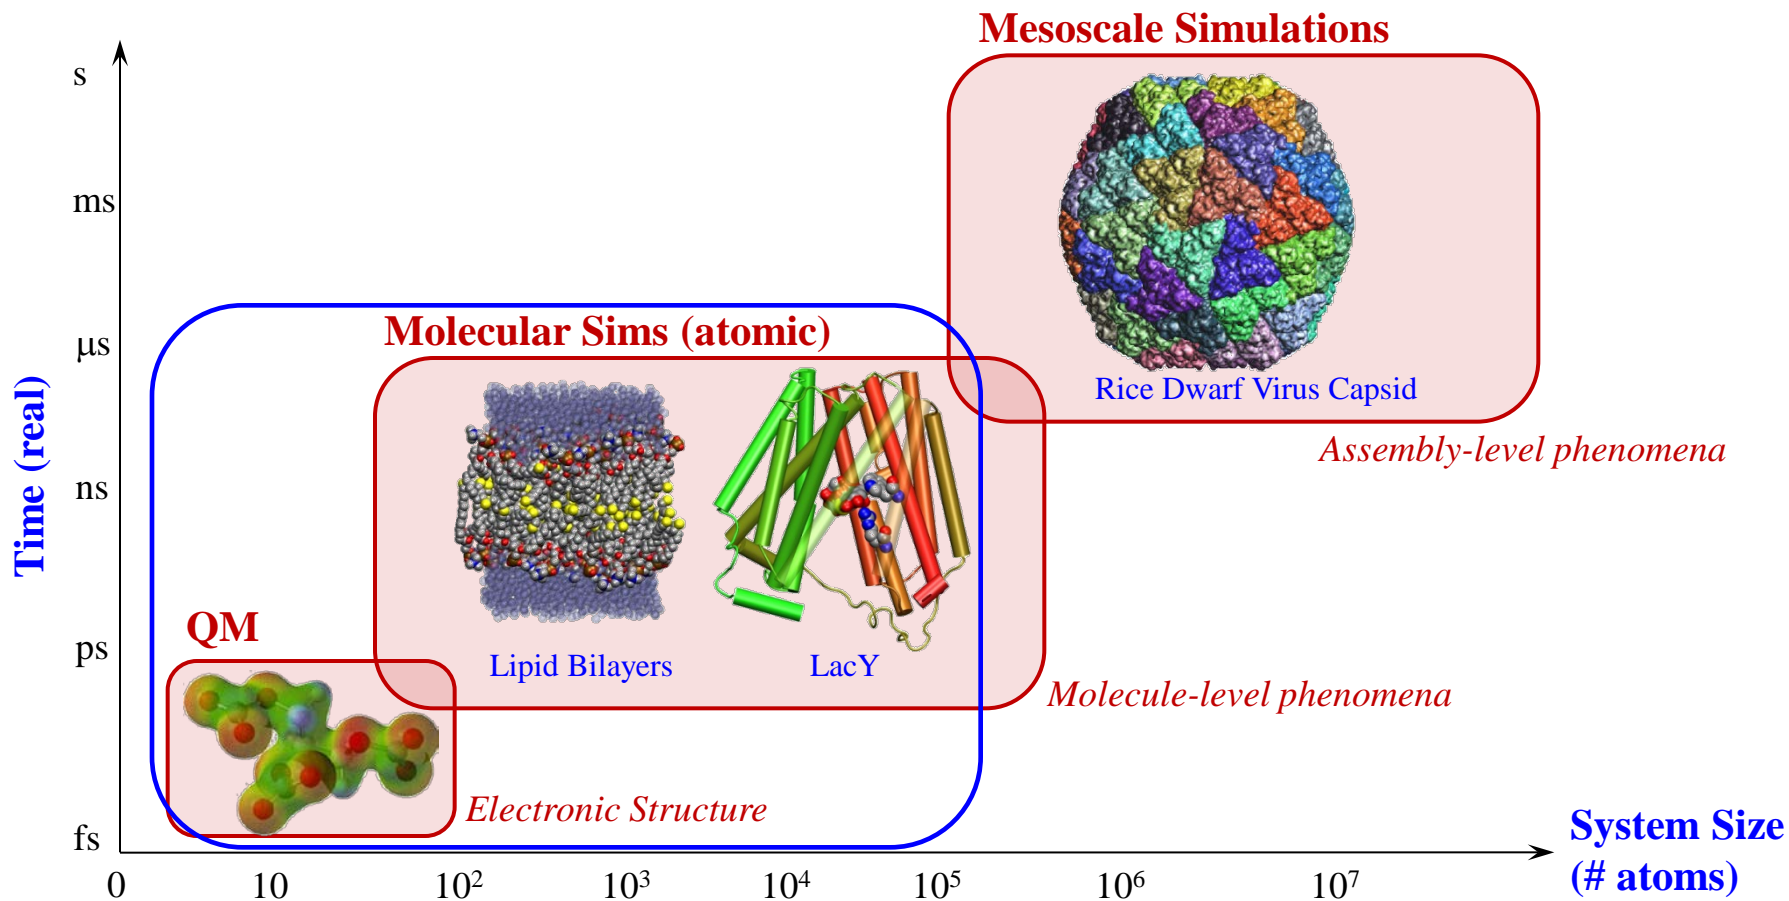 Mesoscale Simulations
s
ms
Molecular Sims (atomic)
μs
Rice Dwarf Virus Capsid
Assembly-level phenomena
Time (real)
ns
QM
ps
Lipid Bilayers
LacY
Molecule-level phenomena
Electronic Structure
fs
System Size
(# atoms)
0 10 10² 10³ 10⁴ 10⁵ 10⁶ 10⁷